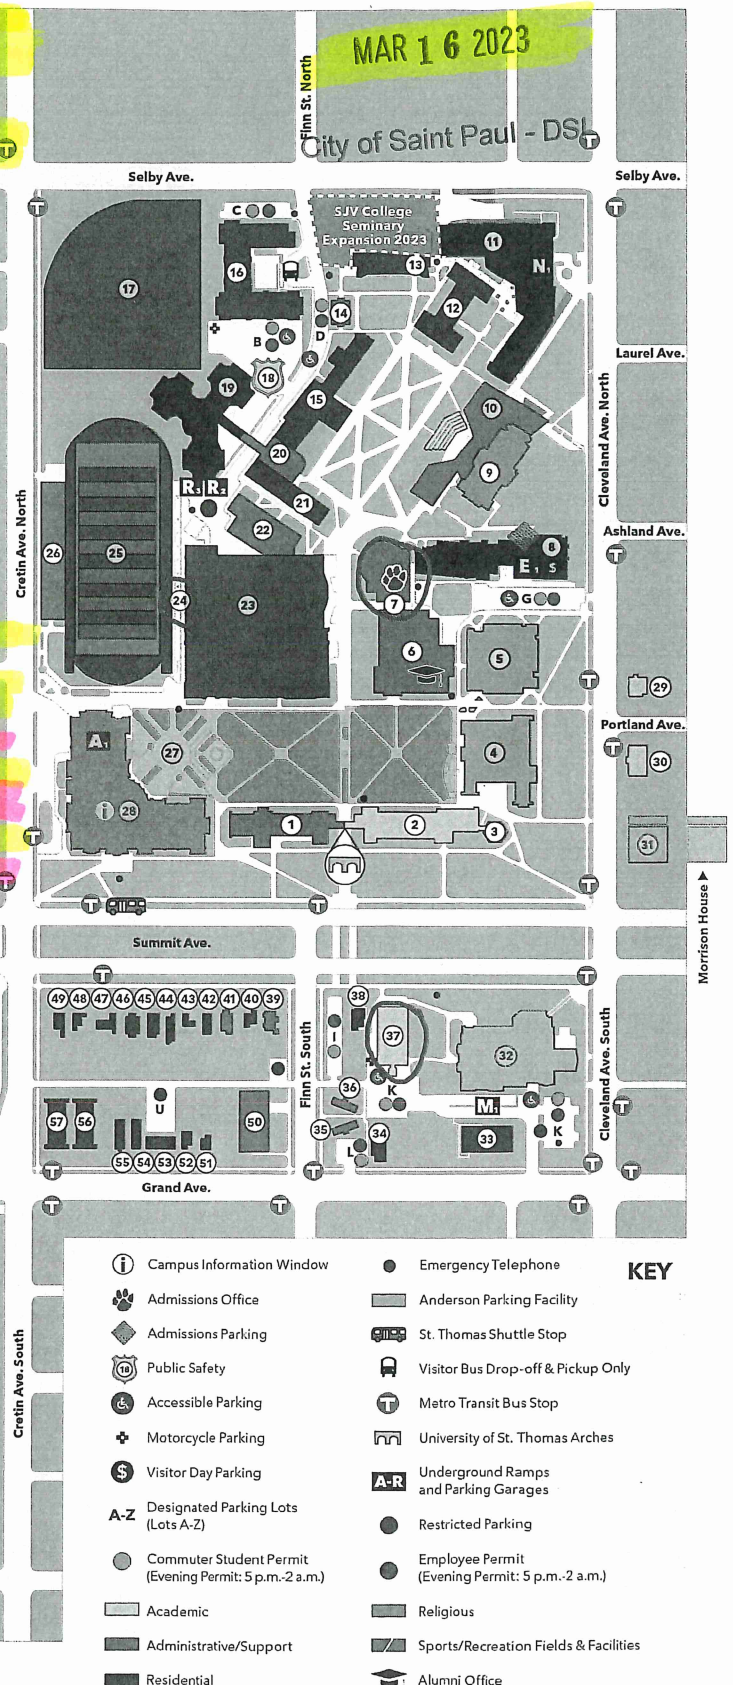 MAR 16 2023
City of Saint Paul - DSI
Finn St. North
T
T
Selby Ave.
Selby Ave.
T
T
C
SJV College
Seminary
Expansion 2023
11
N1
13
16
17
12
14
D
B
Laurel Ave.
18
19
15
10
Cleveland Ave. North
20
9
R3 R2
21
22
Cretin Ave. North
Ashland Ave.
26
25
8
T
E1 $
24
23
7
G
6
5
29
T
Portland Ave.
A1
27
4
T
30
28
1
2
3
31
T
T
T
T
T
T
Morrison House
Summit Ave.
T
T
49 48 47 46 45 44 43 42 41 40 39
38
I
37
32
Finn St. South
Cleveland Ave. South
36
K
M1
T
U
57 56
50
35
34
33
K
L
55 54 53 52 51
T
T
T
T
Grand Ave.
T
T
T
Cretin Ave. South
KEY
Campus Information Window
Emergency Telephone
Admissions Office
Anderson Parking Facility
Admissions Parking
St. Thomas Shuttle Stop
18 Public Safety
Visitor Bus Drop-off & Pickup Only
Accessible Parking
T Metro Transit Bus Stop
Motorcycle Parking
University of St. Thomas Arches
$ Visitor Day Parking
A-R Underground Ramps
and Parking Garages
A-Z Designated Parking Lots
(Lots A-Z)
Restricted Parking
Commuter Student Permit
(Evening Permit: 5 p.m.-2 a.m.)
Employee Permit
(Evening Permit: 5 p.m.-2 a.m.)
Academic
Religious
Administrative/Support
Sports/Recreation Fields & Facilities
Residential
Alumni Office